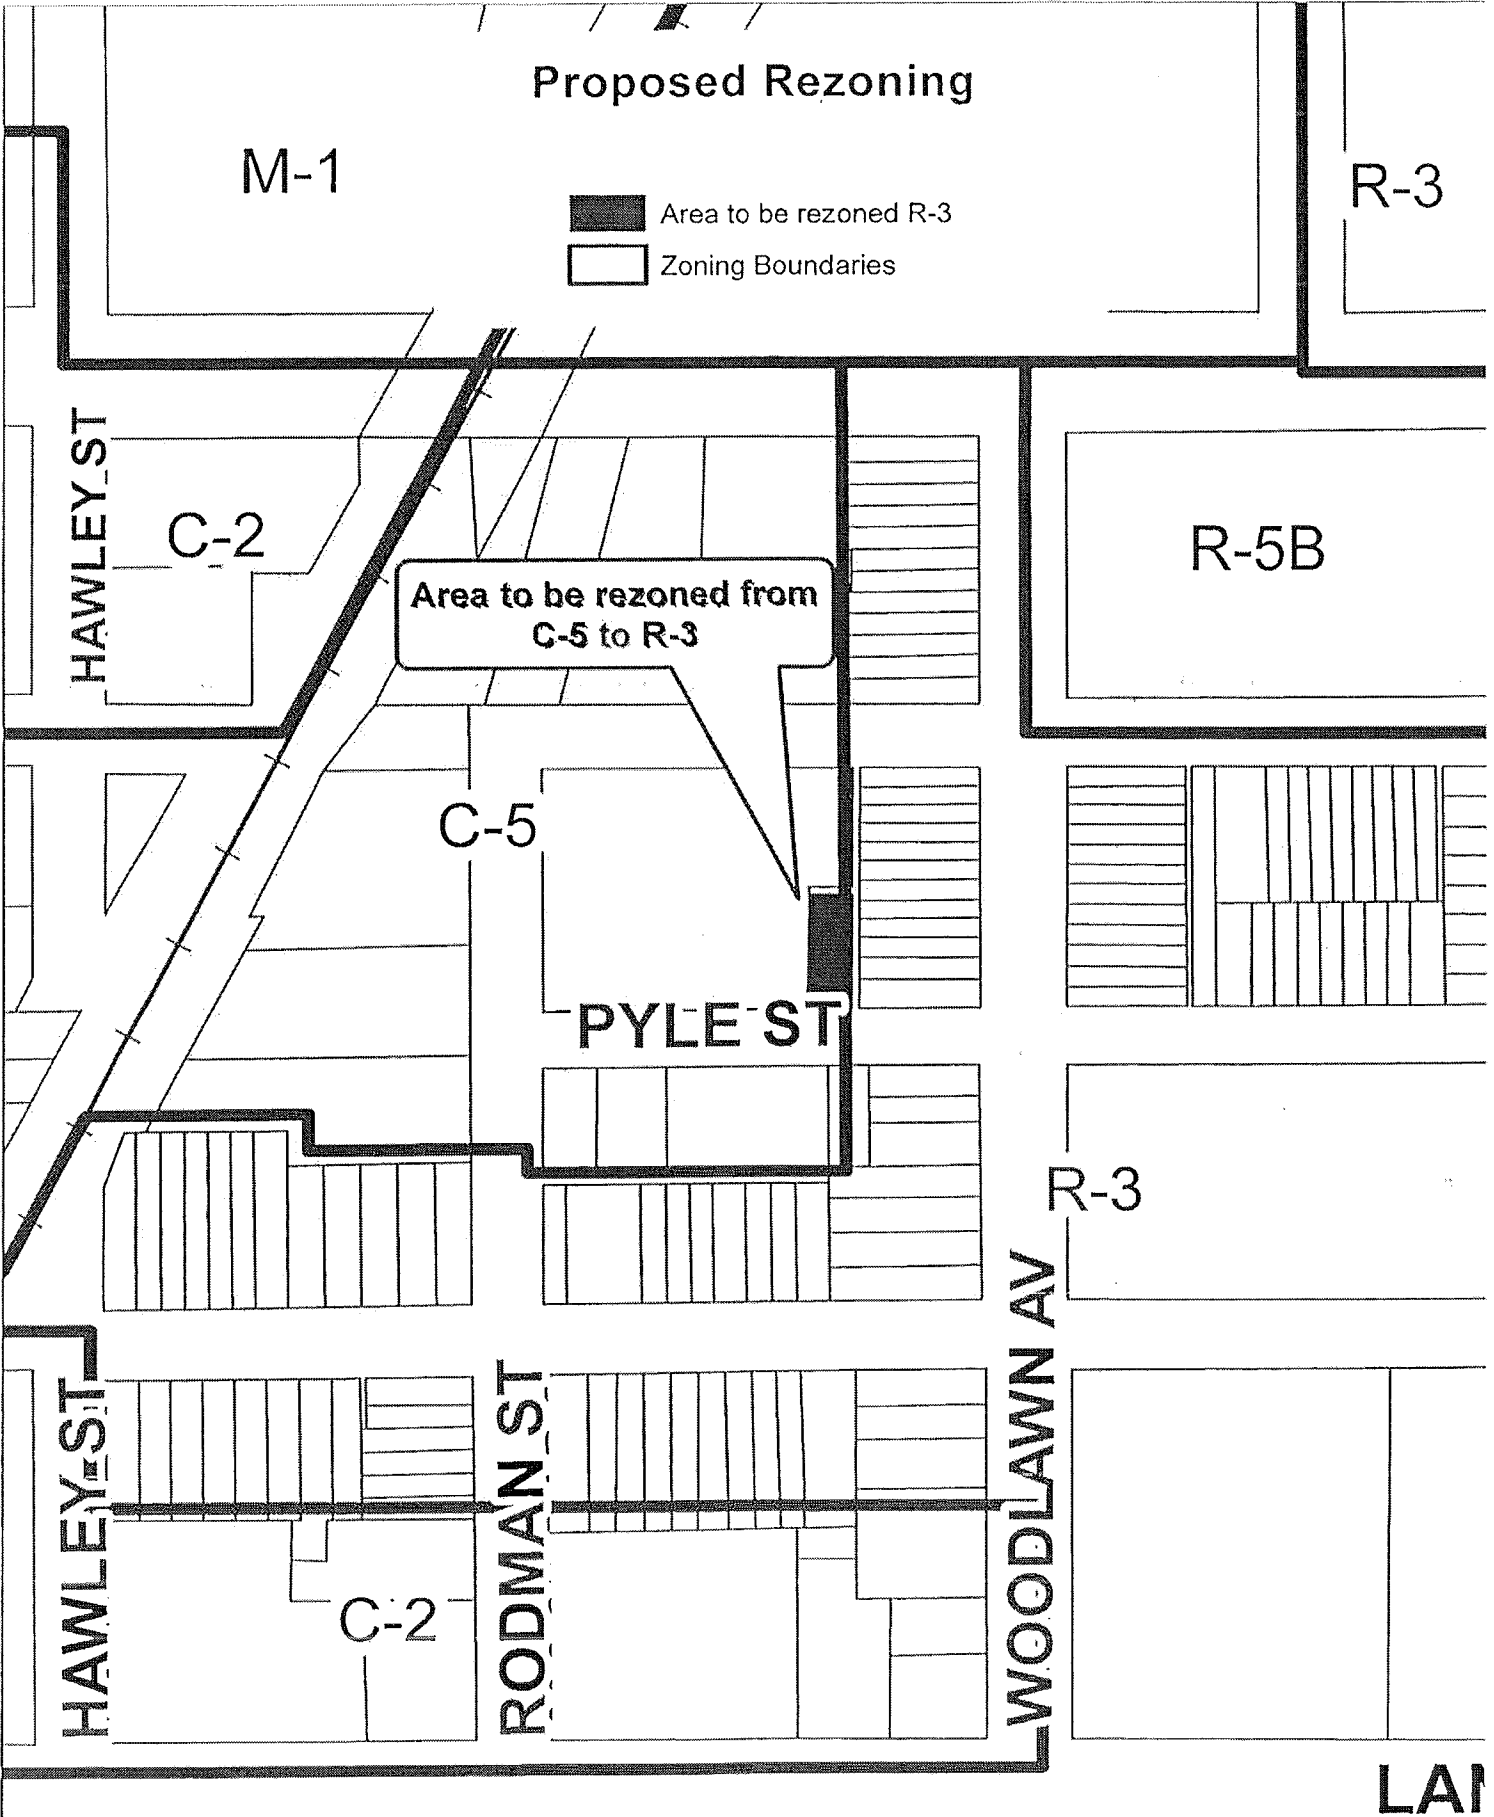 Proposed Rezoning
M-1
R-3
Area to be rezoned R-3
Zoning Boundaries
HAWLEY ST
C-2
R-5B
Area to be rezoned from
C-5 to R-3
C-5
PYLE ST
R-3
HAWLEY ST
RODMAN ST
WOODLAWN AV
C-2